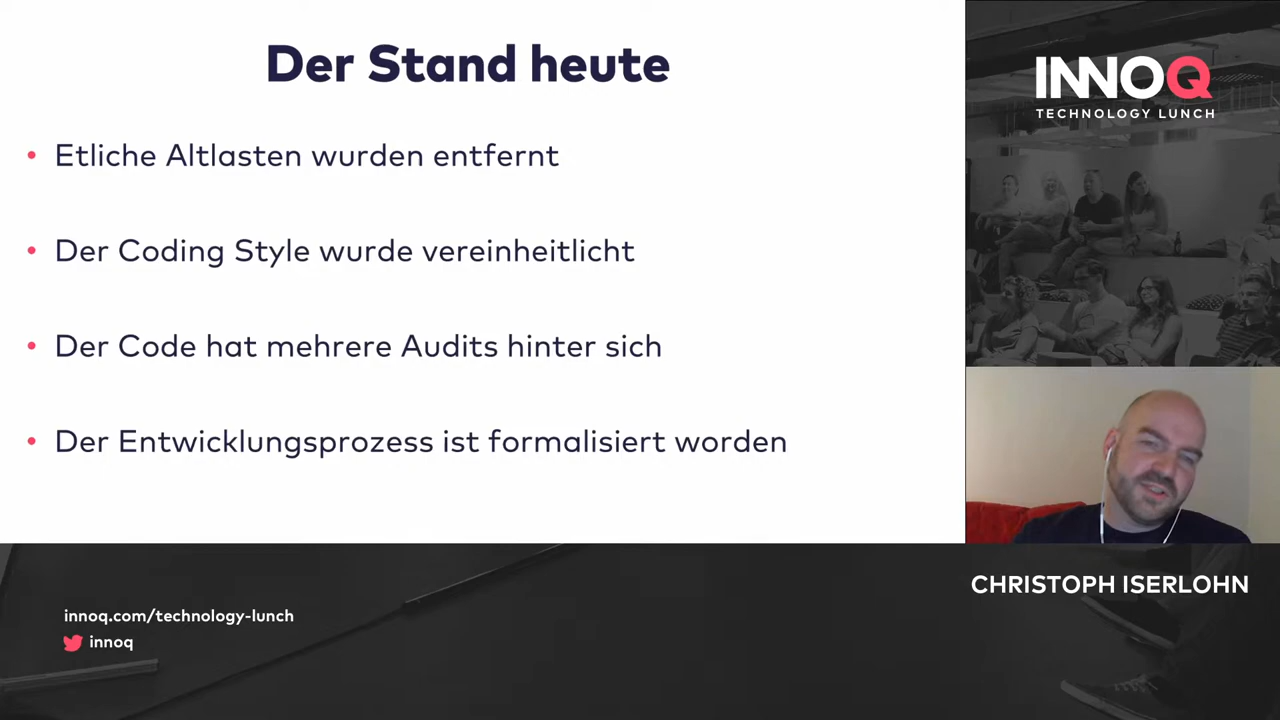 Der Stand heute
• Etliche Altlasten wurden entfernt
• Der Coding Style wurde vereinheitlicht
• Der Code hat mehrere Audits hinter sich
• Der Entwicklungsprozess ist formalisiert worden
INNOQ
TECHNOLOGY LUNCH
CHRISTOPH ISERLOHN
innoq.com/technology-lunch
innoq